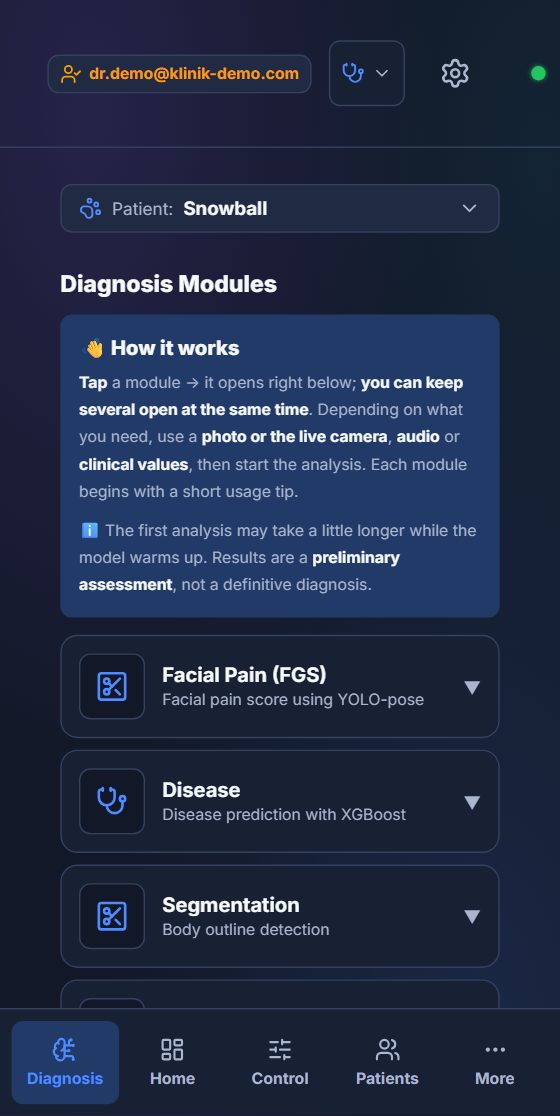 dr.demo@klinik-demo.com
Patient: Snowball
Diagnosis Modules
👋 How it works
Tap a module → it opens right below; you can keep
several open at the same time. Depending on what
you need, use a photo or the live camera, audio or
clinical values, then start the analysis. Each module
begins with a short usage tip.
ℹ️ The first analysis may take a little longer while the
model warms up. Results are a preliminary
assessment, not a definitive diagnosis.
Facial Pain (FGS)
Facial pain score using YOLO-pose
Disease
Disease prediction with XGBoost
Segmentation
Body outline detection
Diagnosis
Home
Control
Patients
More